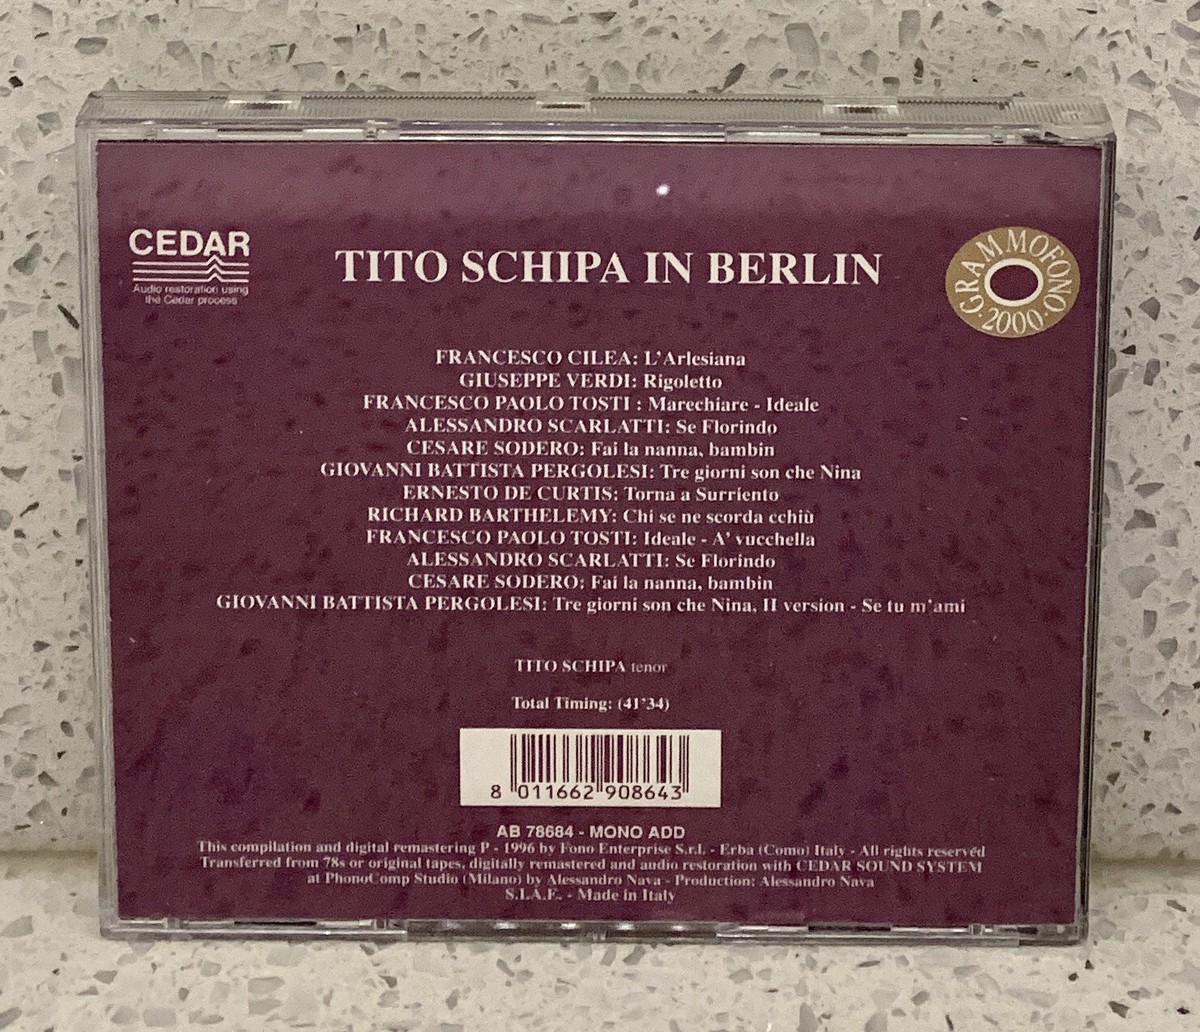 CEDAR
Audio restoration using
the Cedar process
TITO SCHIPA IN BERLIN
GRAMMOFONO
· 2000 ·
FRANCESCO CILEA: L'Arlesiana
GIUSEPPE VERDI: Rigoletto
FRANCESCO PAOLO TOSTI : Marechiare - Ideale
ALESSANDRO SCARLATTI: Se Florindo
CESARE SODERO: Fai la nanna, bambin
GIOVANNI BATTISTA PERGOLESI: Tre giorni son che Nina
ERNESTO DE CURTIS: Torna a Surriento
RICHARD BARTHELEMY: Chi se ne scorda cchiù
FRANCESCO PAOLO TOSTI: Ideale - A' vucchella
ALESSANDRO SCARLATTI: Se Florindo
CESARE SODERO: Fai la nanna, bambin
GIOVANNI BATTISTA PERGOLESI: Tre giorni son che Nina, II version - Se tu m'ami
TITO SCHIPA tenor
Total Timing: (41'34)
8 011662 908643
AB 78684 - MONO ADD
This compilation and digital remastering P - 1996 by Fono Enterprise S.r.l. - Erba (Como) Italy - All rights reserved
Transferred from 78s or original tapes, digitally remastered and audio restoration with CEDAR SOUND SYSTEM
at PhonoComp Studio (Milano) by Alessandro Nava - Production: Alessandro Nava
S.I.A.E. - Made in Italy